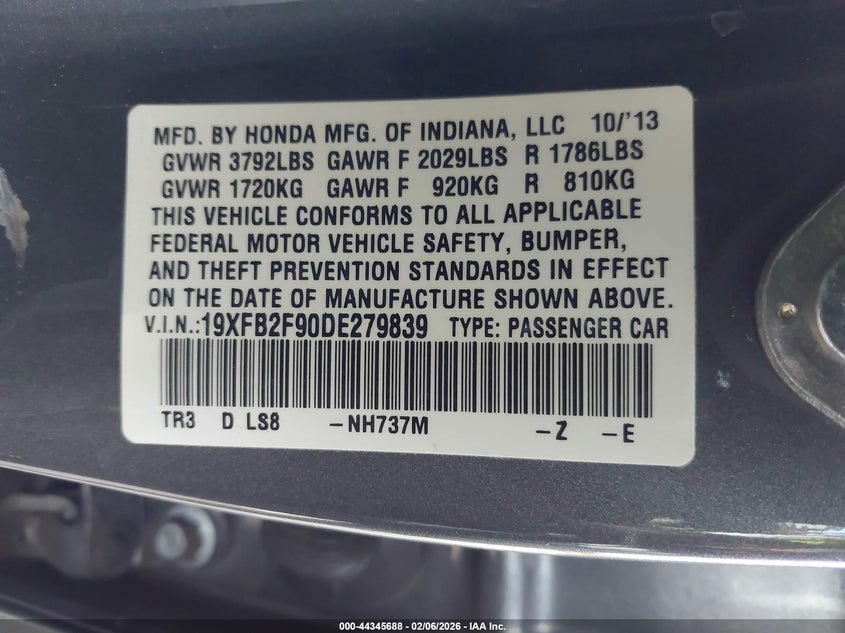 MFD. BY HONDA MFG. OF INDIANA, LLC 10/'13
GVWR 3792LBS GAWR F 2029LBS R 1786LBS
GVWR 1720KG GAWR F 920KG R 810KG
THIS VEHICLE CONFORMS TO ALL APPLICABLE
FEDERAL MOTOR VEHICLE SAFETY, BUMPER,
AND THEFT PREVENTION STANDARDS IN EFFECT
ON THE DATE OF MANUFACTURE SHOWN ABOVE.
V.I.N.:19XFB2F90DE279839 TYPE: PASSENGER CAR
TR3 D LS8 -NH737M -Z -E
000-44345688 - 02/06/2026 - IAA Inc.